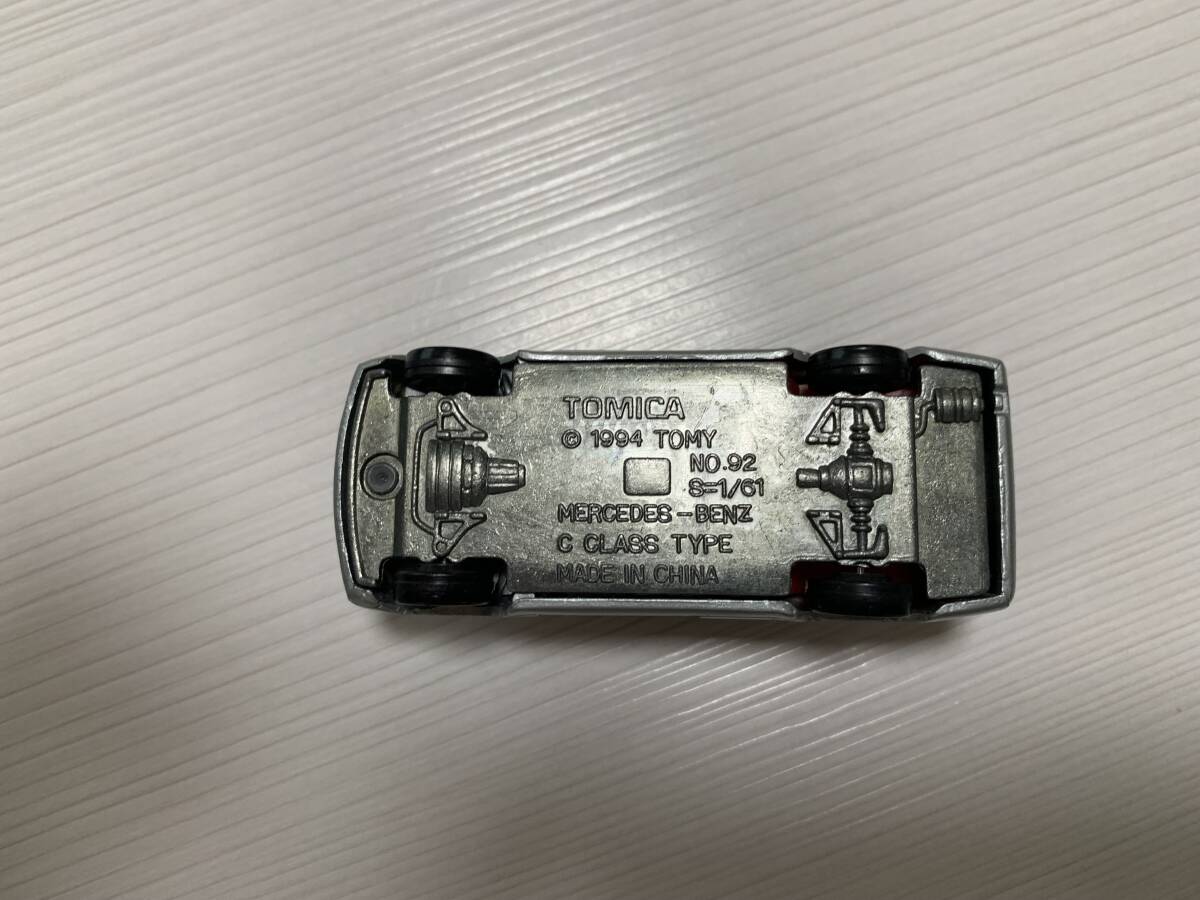 TOMICA
© 1994 TOMY
NO.92
S=1/61
MERCEDES-BENZ
C CLASS TYPE
MADE IN CHINA